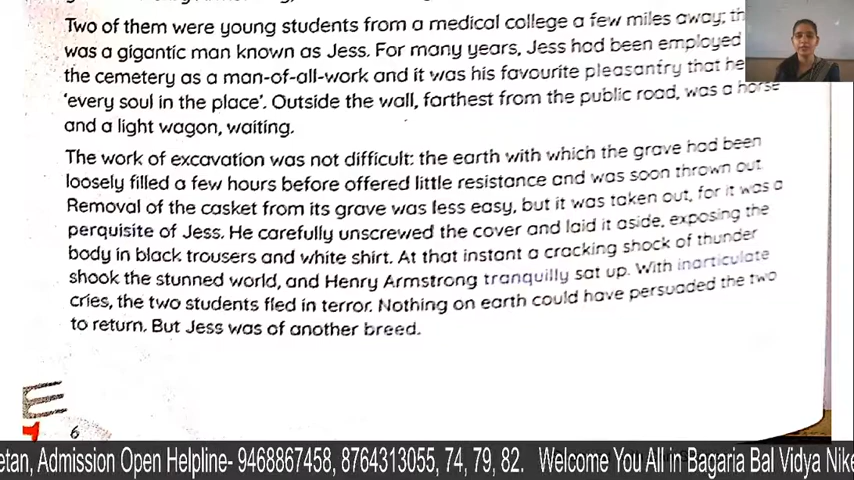 Two of them were young students from a medical college a few miles away; th
was a gigantic man known as Jess. For many years, Jess had been employed
the cemetery as a man-of-all-work and it was his favourite pleasantry that he
'every soul in the place'. Outside the wall, farthest from the public road, was a horse
and a light wagon, waiting.
The work of excavation was not difficult: the earth with which the grave had been
loosely filled a few hours before offered little resistance and was soon thrown out.
Removal of the casket from its grave was less easy, but it was taken out, for it was a
perquisite of Jess. He carefully unscrewed the cover and laid it aside, exposing the
body in black trousers and white shirt. At that instant a cracking shock of thunder
shook the stunned world, and Henry Armstrong tranquilly sat up. With inarticulate
cries, the two students fled in terror. Nothing on earth could have persuaded the two
to return. But Jess was of another breed.
6
etan, Admission Open Helpline- 9468867458, 8764313055, 74, 79, 82. Welcome You All in Bagaria Bal Vidya Nike